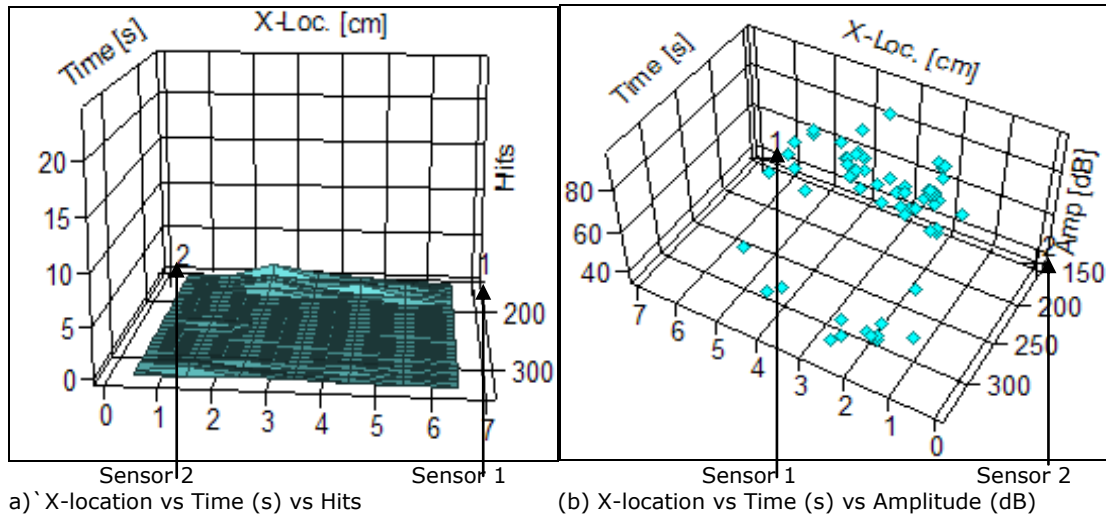 X-Loc. [cm]
Time [s]
20
15
10
5
0
Hits
2
1
200
300
0 1 2 3 4 5 6 7
X-Loc. [cm]
Time [s]
80
60
40
Amp [dB]
1
2
150
200
250
300
7 6 5 4 3 2 1 0
Sensor 2 Sensor 1 Sensor 1 Sensor 2
a)`X-location vs Time (s) vs Hits (b) X-location vs Time (s) vs Amplitude (dB)